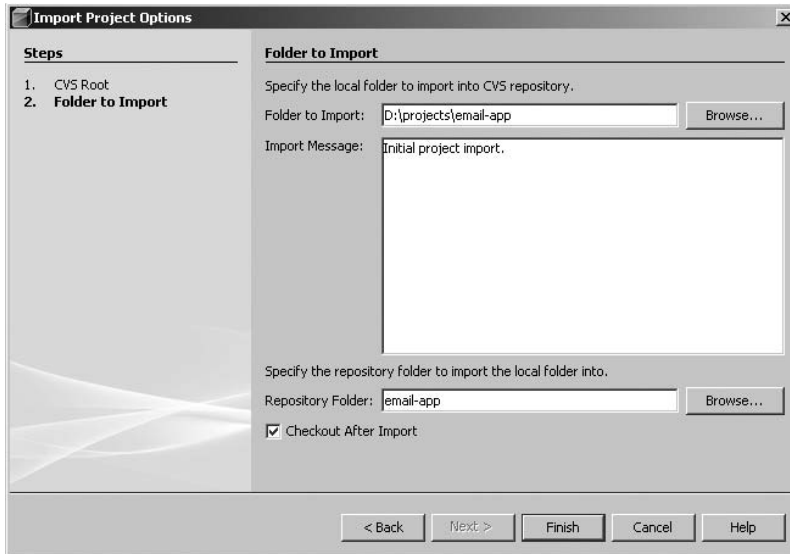 Import Project Options
Steps
1. CVS Root
2. Folder to Import
Folder to Import
Specify the local folder to import into CVS repository.
Folder to Import: D:\projects\email-app Browse...
Import Message: Initial project import.
Specify the repository folder to import the local folder into.
Repository Folder: email-app Browse...
Checkout After Import
< Back Next > Finish Cancel Help